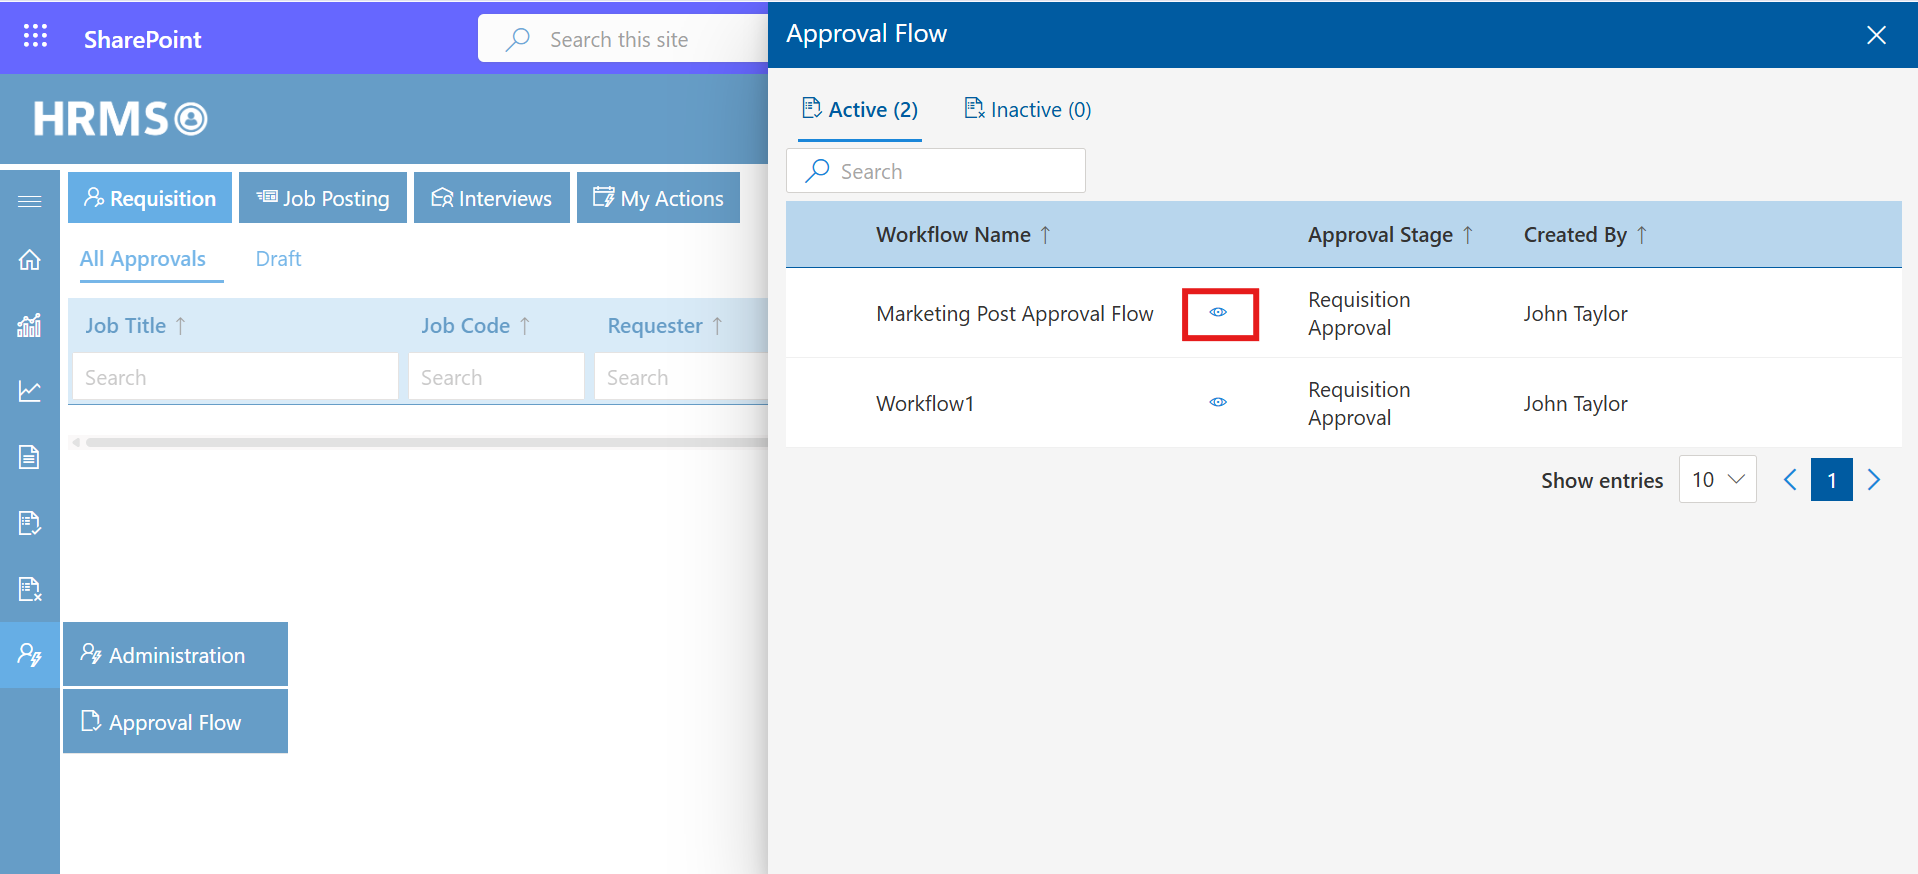 SharePoint
Search this site
HRMS
Requisition
Job Posting
Interviews
My Actions
All Approvals
Draft
Job Title ↑
Job Code ↑
Requester ↑
Search
Search
Search
Administration
Approval Flow
Approval Flow
Active (2)
Inactive (0)
Search
Workflow Name ↑
Approval Stage ↑
Created By ↑
Marketing Post Approval Flow
Requisition
Approval
John Taylor
Workflow1
Requisition
Approval
John Taylor
Show entries
10
1